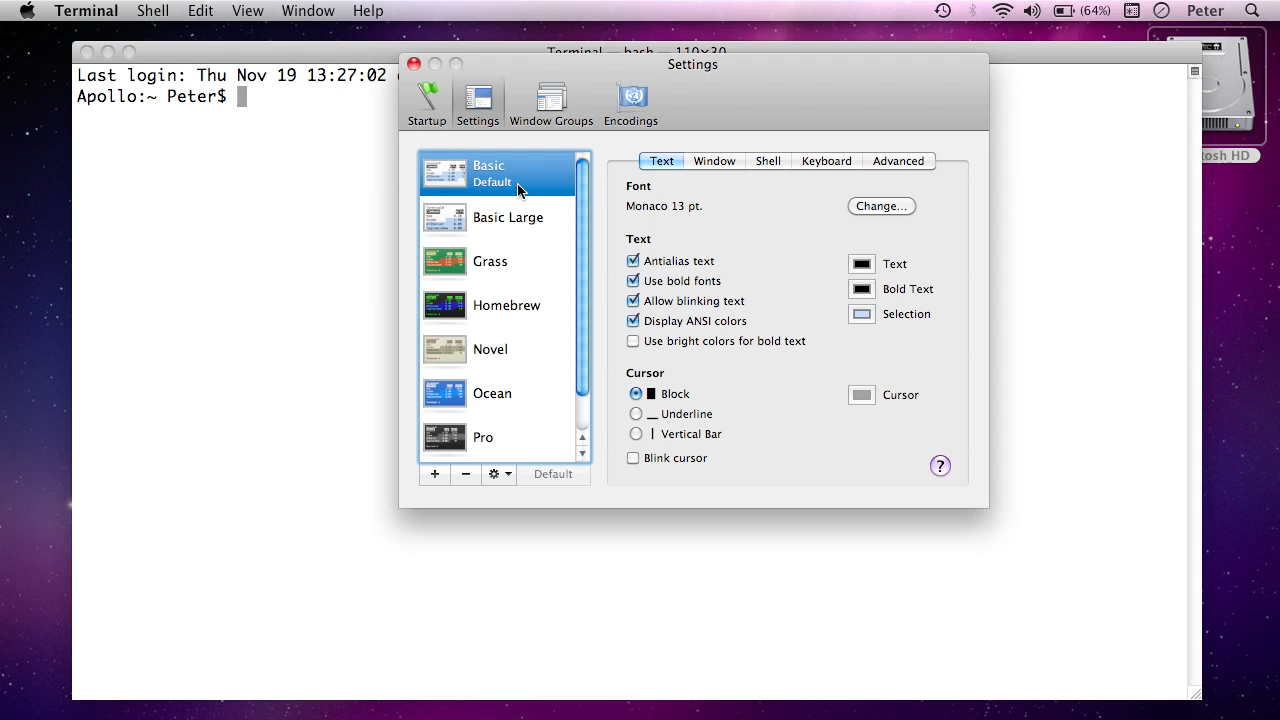 Terminal Shell Edit View Window Help (64%) Peter
Terminal — bash — 110×30
Last login: Thu Nov 19 13:27:02
Apollo:~ Peter$
Settings
Startup Settings Window Groups Encodings
Basic
Default
Basic Large
Grass
Homebrew
Novel
Ocean
Pro
+ − Default
Text Window Shell Keyboard Advanced
Font
Monaco 13 pt. Change...
Text
Antialias text
Use bold fonts
Allow blinking text
Display ANSI colors
Use bright colors for bold text
Text
Bold Text
Selection
Cursor
Block
Underline
Vertical Bar
Blink cursor
Cursor
?
tosh HD